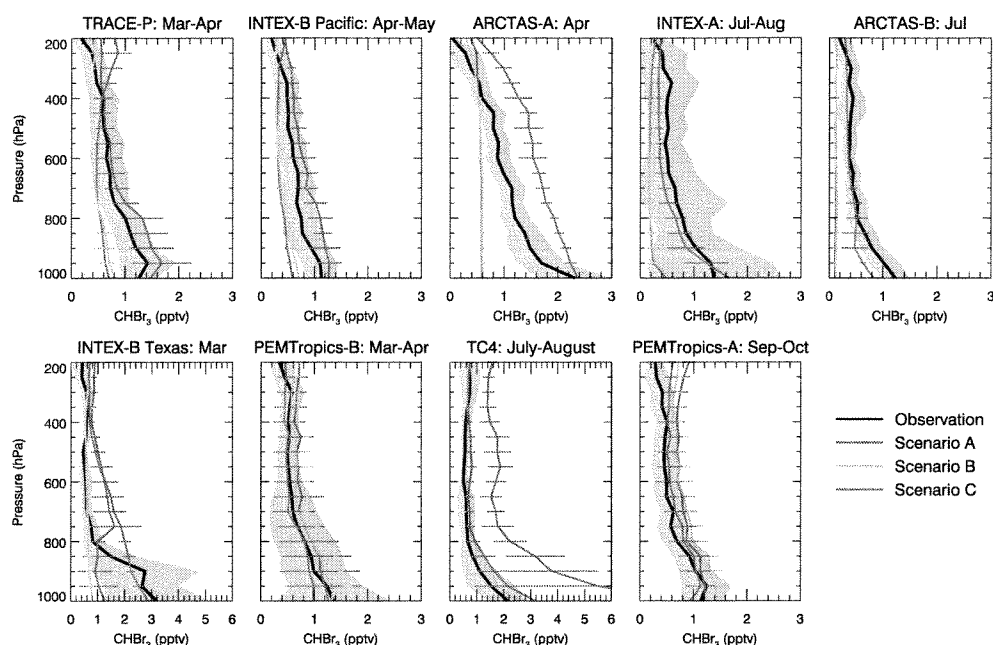 TRACE-P: Mar-Apr
INTEX-B Pacific: Apr-May
ARCTAS-A: Apr
INTEX-A: Jul-Aug
ARCTAS-B: Jul
Pressure (hPa)
200
400
600
800
1000
0 1 2 3
0 1 2 3
0 1 2 3
0 1 2 3
0 1 2 3
CHBr3 (pptv)
CHBr3 (pptv)
CHBr3 (pptv)
CHBr3 (pptv)
CHBr3 (pptv)
INTEX-B Texas: Mar
PEMTropics-B: Mar-Apr
TC4: July-August
PEMTropics-A: Sep-Oct
Pressure (hPa)
200
400
600
800
1000
0 1 2 3 4 5 6
0 1 2 3
0 1 2 3 4 5 6
0 1 2 3
CHBr3 (pptv)
CHBr3 (pptv)
CHBr3 (pptv)
CHBr3 (pptv)
Observation
Scenario A
Scenario B
Scenario C